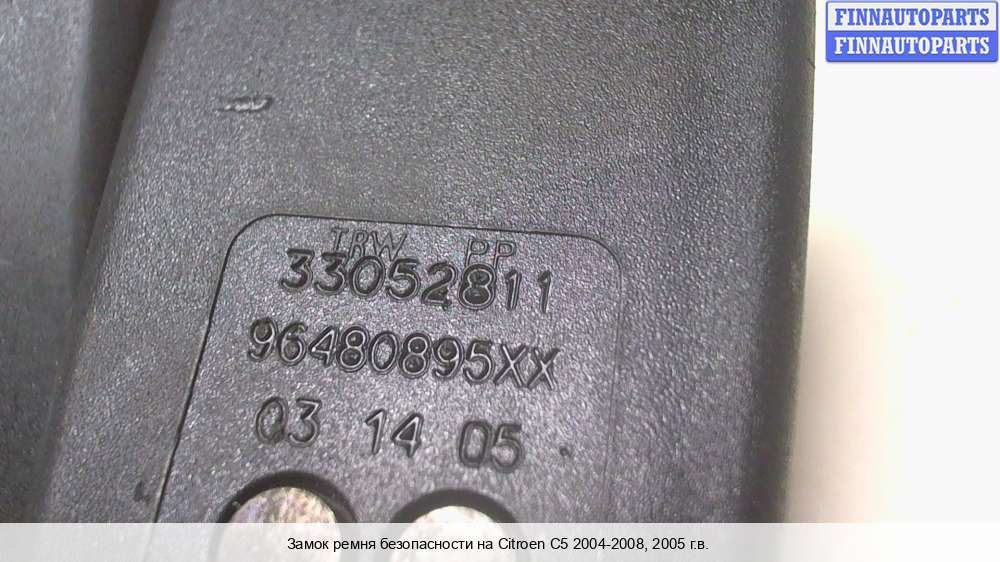 FINNAUTOPARTS
FINNAUTOPARTS
TRW PP
33052811
96480895XX
03 14 05
Замок ремня безопасности на Citroen C5 2004-2008, 2005 г.в.